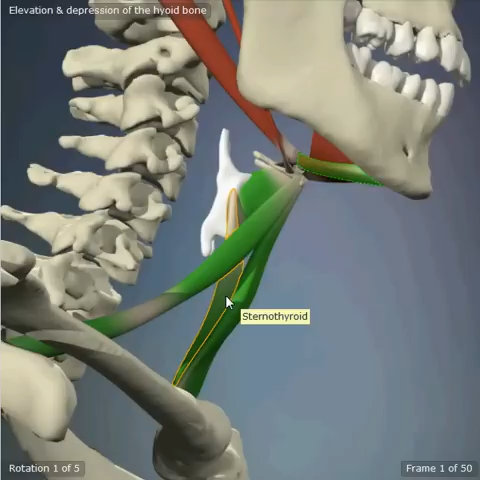 Elevation & depression of the hyoid bone
Sternothyroid
Rotation 1 of 5
Frame 1 of 50